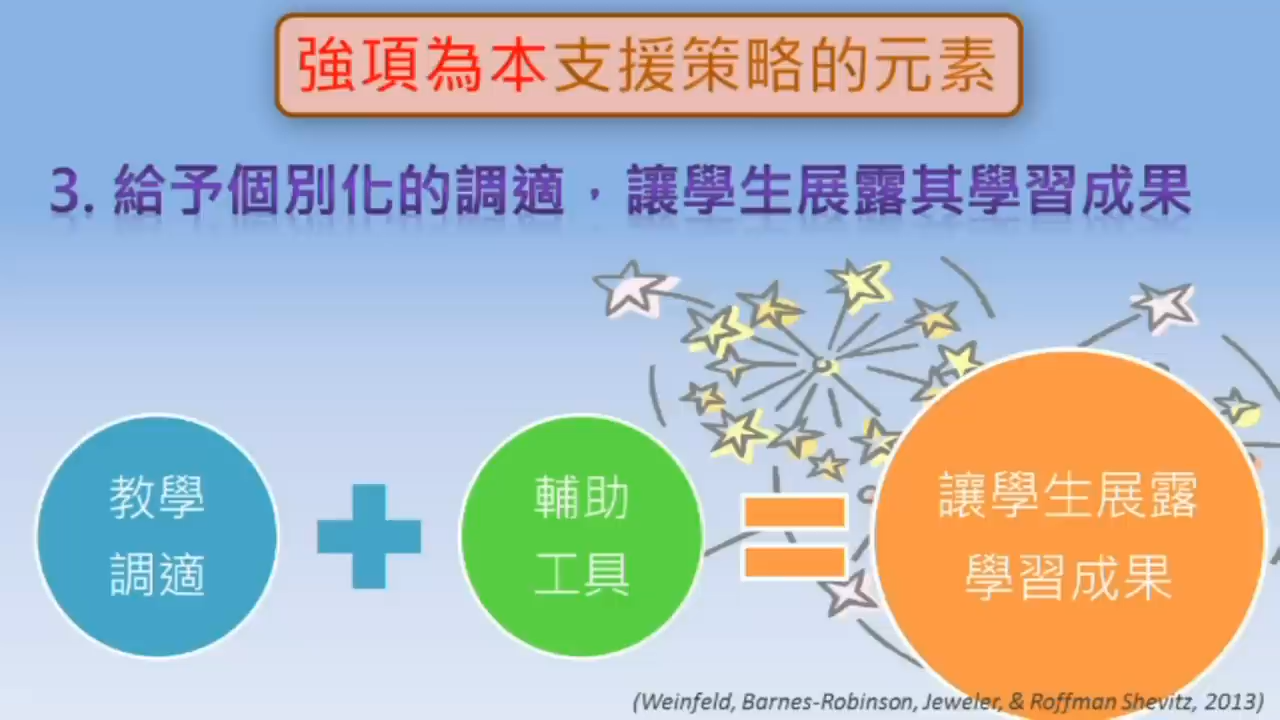 強項為本支援策略的元素
3. 給予個別化的調適，讓學生展露其學習成果
教學
調適
輔助
工具
讓學生展露
學習成果
(Weinfeld, Barnes-Robinson, Jeweler, & Roffman Shevitz, 2013)